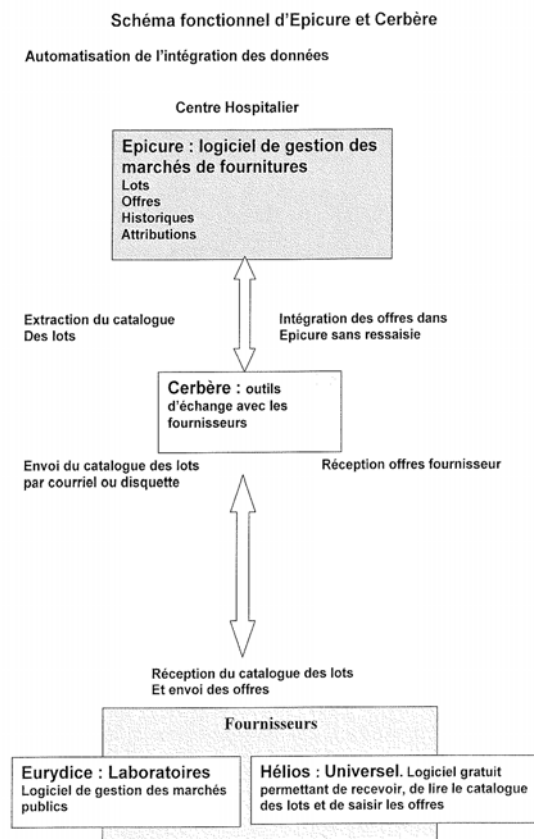 Schéma fonctionnel d'Epicure et Cerbère
Automatisation de l'intégration des données
Centre Hospitalier
Epicure : logiciel de gestion des
marchés de fournitures
Lots
Offres
Historiques
Attributions
Extraction du catalogue
Des lots
Intégration des offres dans
Epicure sans ressaisie
Cerbère : outils
d'échange avec les
fournisseurs
Envoi du catalogue des lots
par courriel ou disquette
Réception offres fournisseur
Réception du catalogue des lots
Et envoi des offres
Fournisseurs
Eurydice : Laboratoires
Logiciel de gestion des marchés
publics
Hélios : Universel. Logiciel gratuit
permettant de recevoir, de lire le catalogue
des lots et de saisir les offres